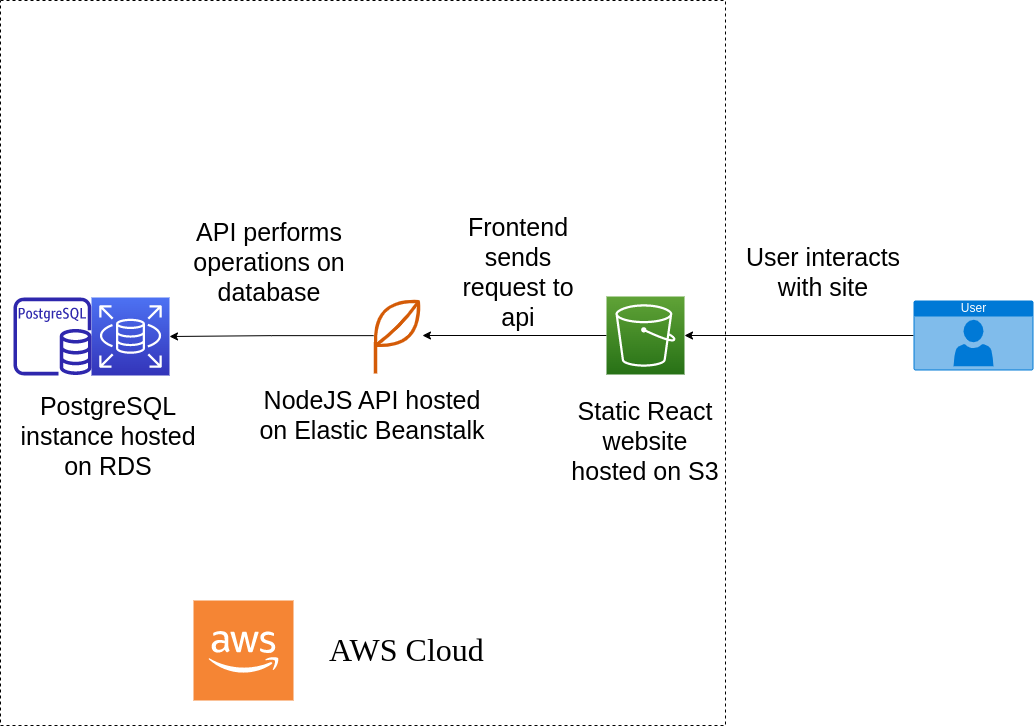 API performs
operations on
database
Frontend
sends
request to
api
User interacts
with site
User
PostgreSQL
PostgreSQL
instance hosted
on RDS
NodeJS API hosted
on Elastic Beanstalk
Static React
website
hosted on S3
aws
AWS Cloud